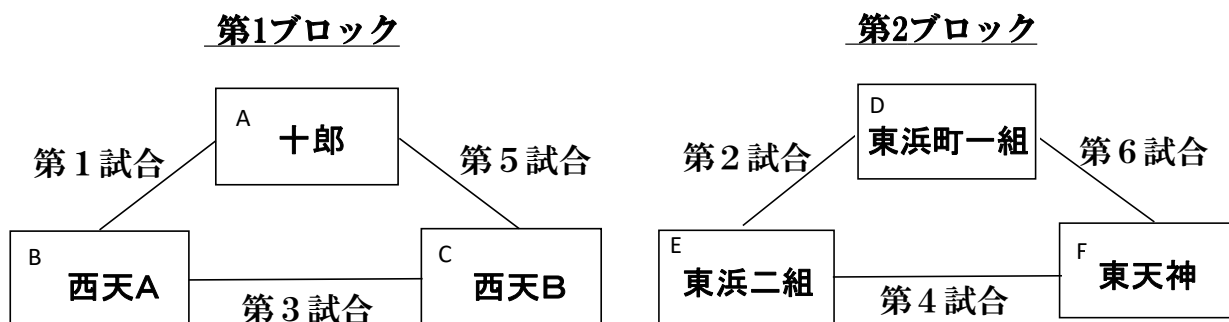 第1ブロック
A
十郎
第１試合
第５試合
B
西天A
C
西天B
第３試合
第2ブロック
D
東浜町一組
第２試合
第６試合
E
東浜二組
F
東天神
第４試合